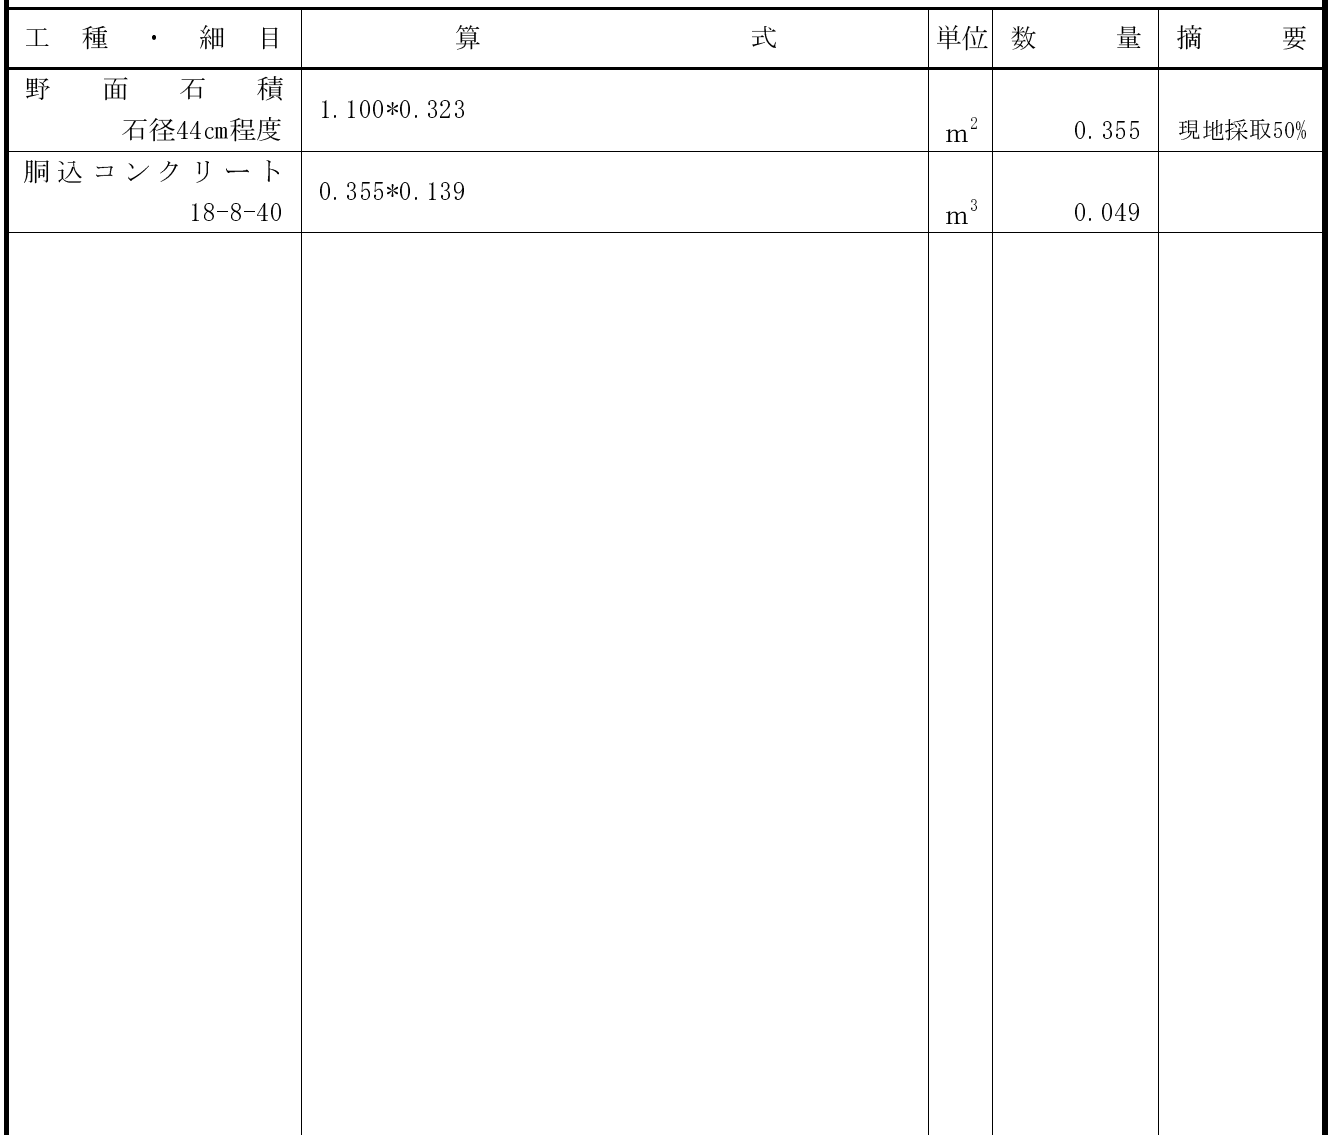 工種・細目 算式 単位 数量 摘要
野面石積 1.100*0.323
石径44cm程度 m² 0.355 現地採取50%
胴込コンクリート 0.355*0.139
18-8-40 m³ 0.049